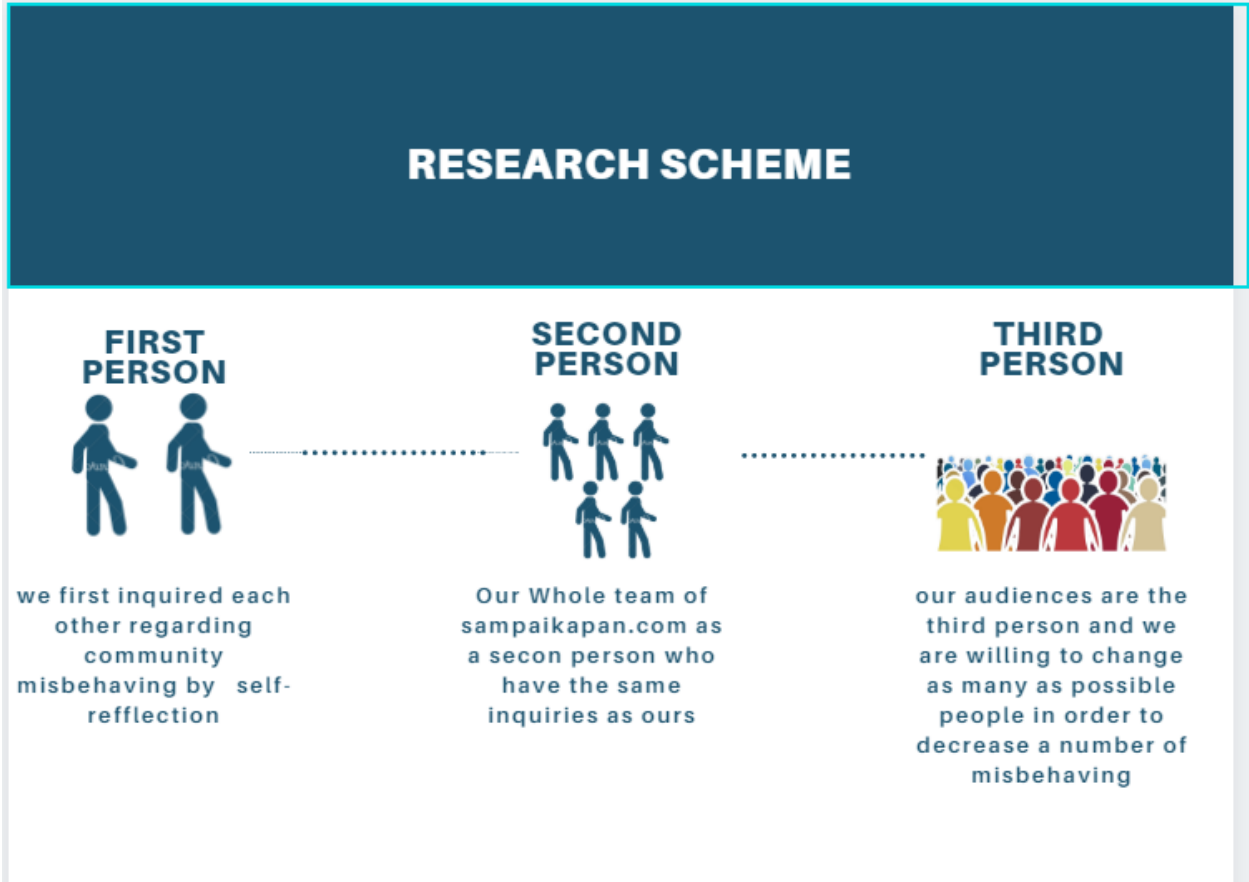 RESEARCH SCHEME
FIRST
PERSON
we first inquired each
other regarding
community
misbehaving by self-
refflection
SECOND
PERSON
Our Whole team of
sampaikapan.com as
a secon person who
have the same
inquiries as ours
THIRD
PERSON
our audiences are the
third person and we
are willing to change
as many as possible
people in order to
decrease a number of
misbehaving